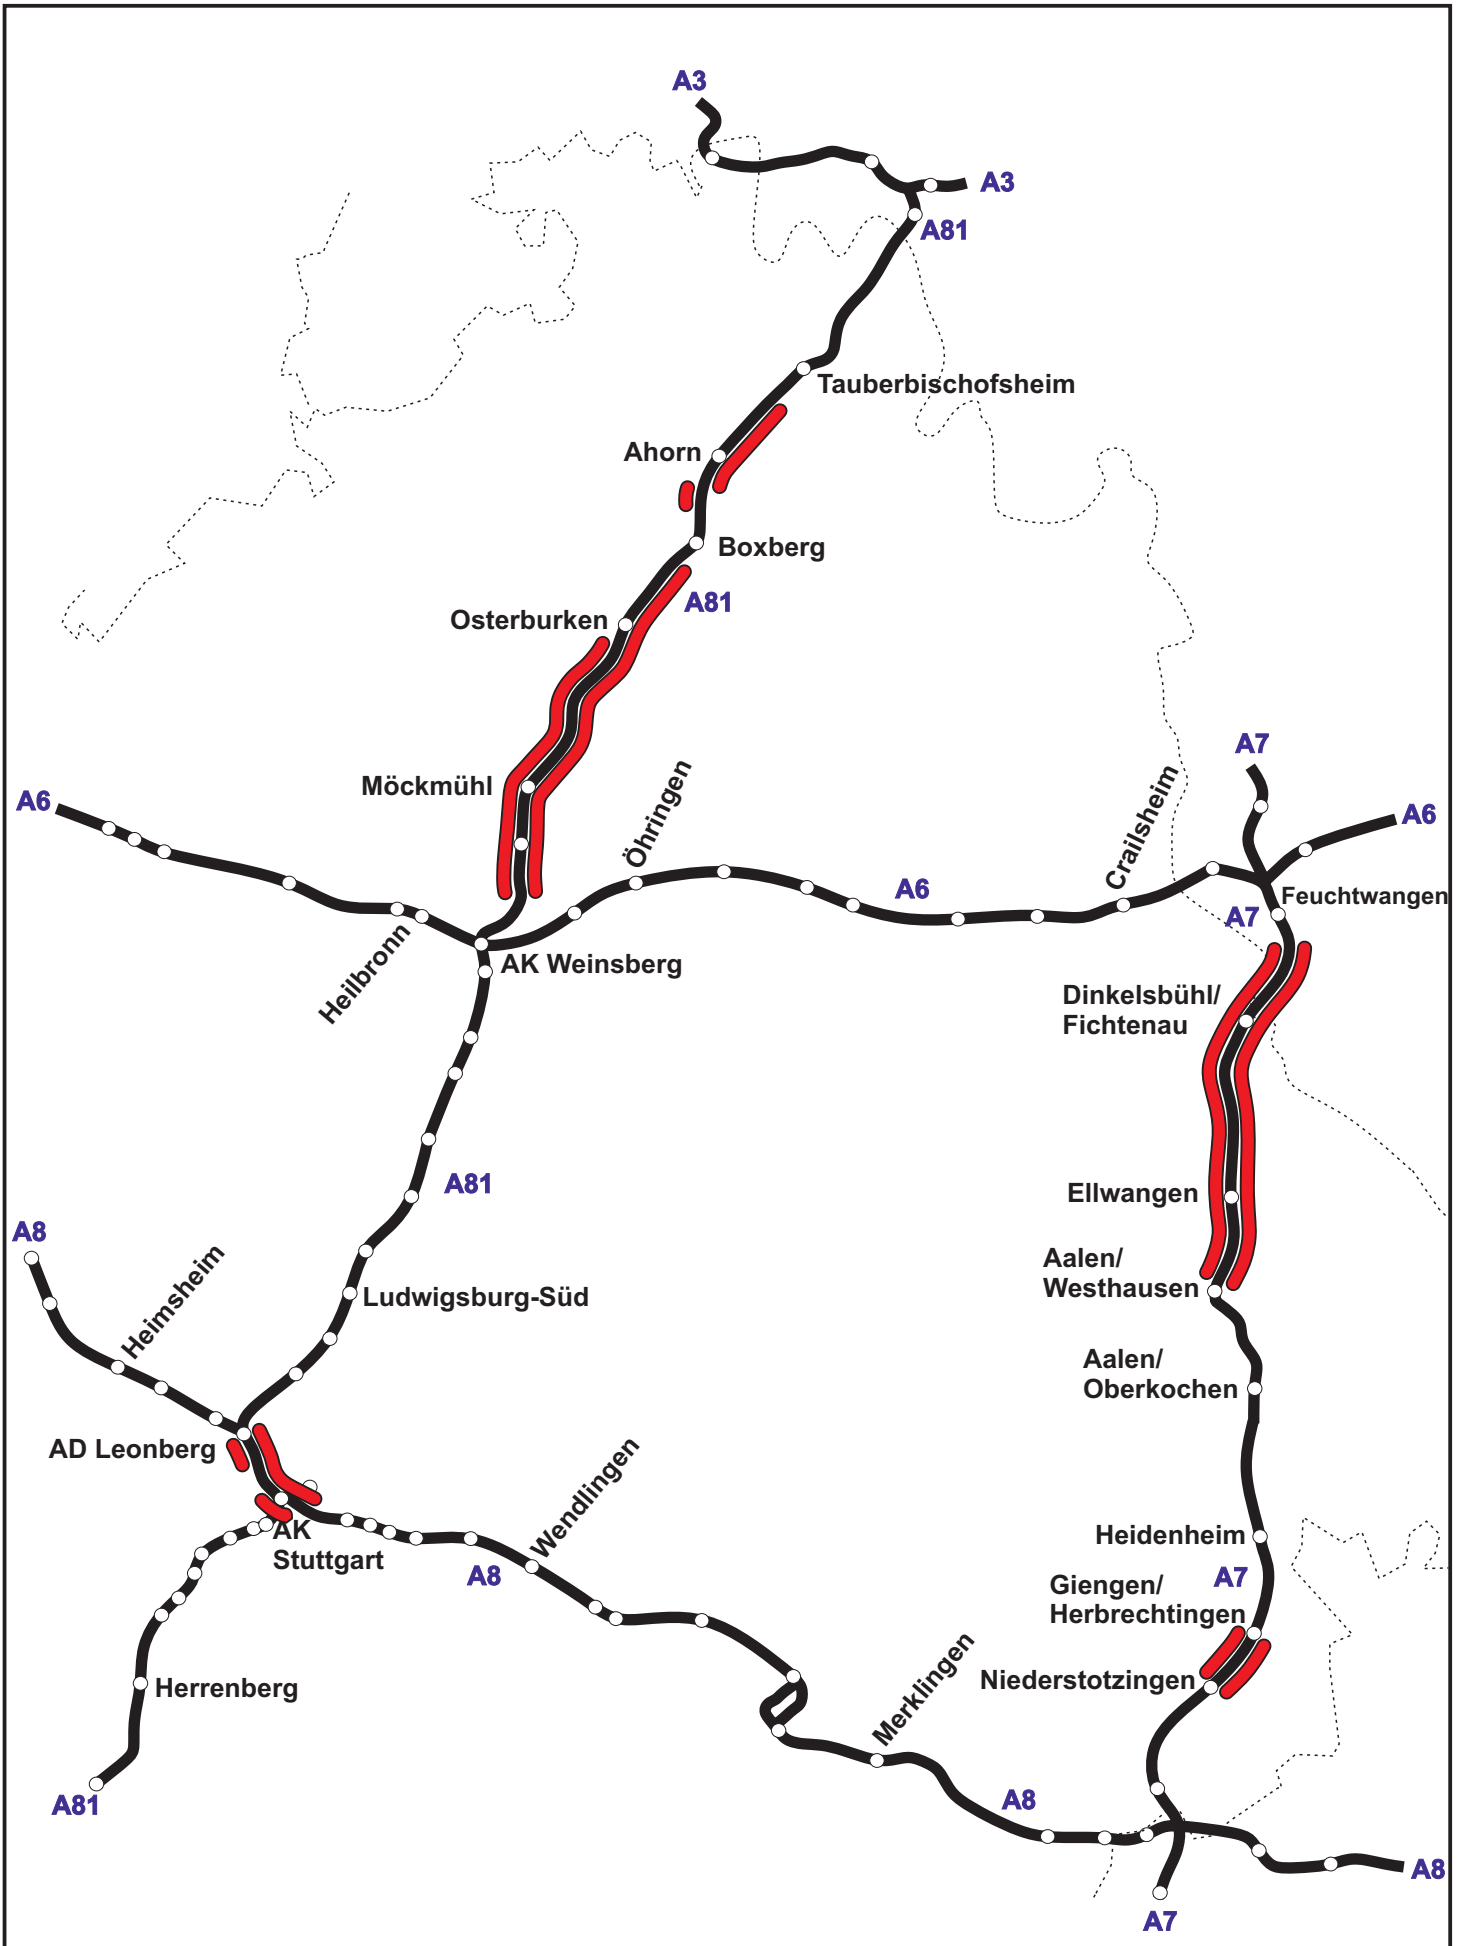 A3
A3
A81
Tauberbischofsheim
Ahorn
Boxberg
A81
Osterburken
A7
Möckmühl
Öhringen
Crailsheim
A6
A6
A6
Feuchtwangen
A7
Heilbronn
AK Weinsberg
Dinkelsbühl/
Fichtenau
A81
Ellwangen
A8
Heimsheim
Aalen/
Westhausen
Ludwigsburg-Süd
Aalen/
Oberkochen
AD Leonberg
Wendlingen
AK
Stuttgart
Heidenheim
A8
A7
Giengen/
Herbrechtingen
Merklingen
Niederstotzingen
Herrenberg
A81
A8
A8
A7